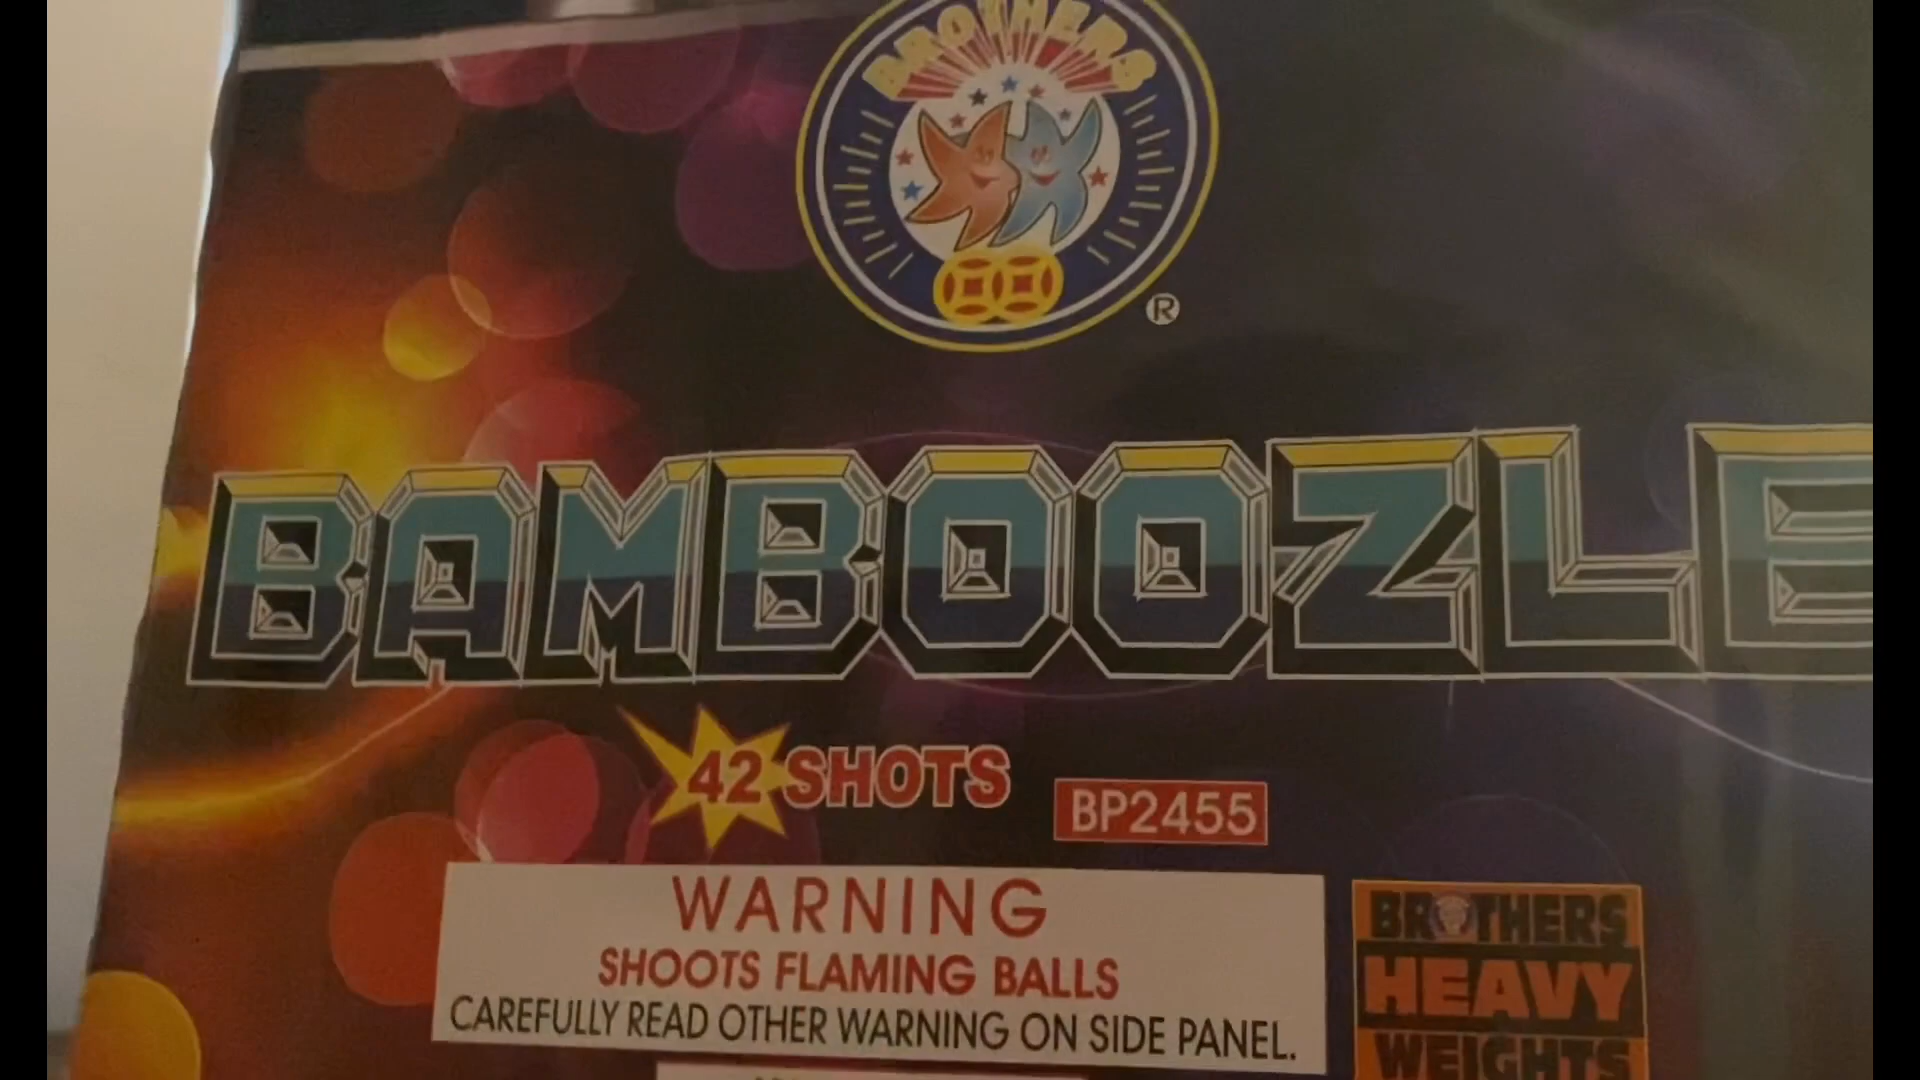 BROTHERS
®
BAMBOOZLE
42 SHOTS
BP2455
WARNING
SHOOTS FLAMING BALLS
CAREFULLY READ OTHER WARNING ON SIDE PANEL.
BROTHERS
HEAVY
WEIGHTS